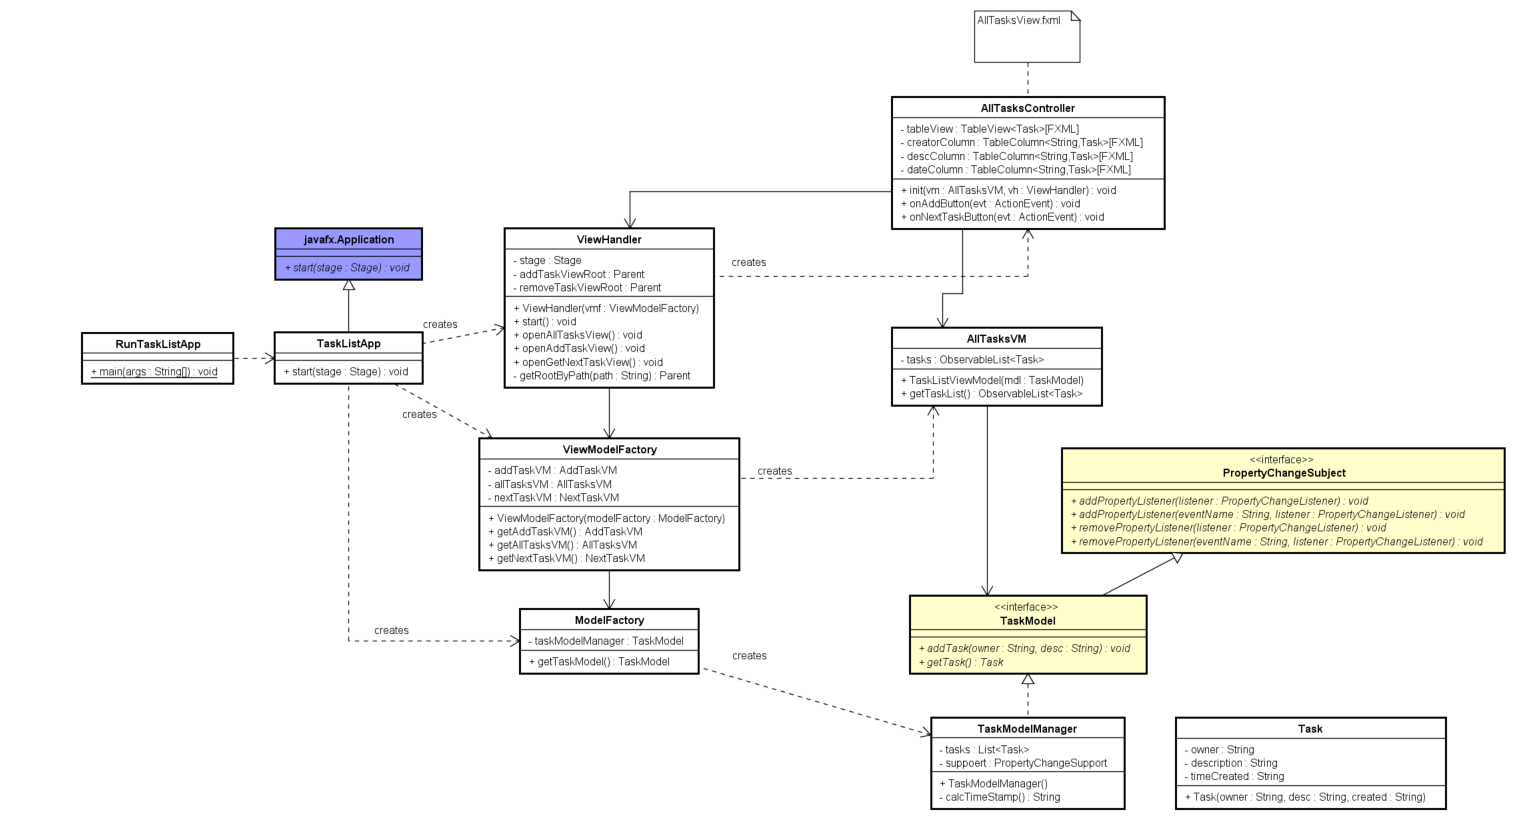 AllTasksView.fxml
AllTasksController
- tableView : TableView<Task>[FXML]
- creatorColumn : TableColumn<String,Task>[FXML]
- descColumn : TableColumn<String,Task>[FXML]
- dateColumn : TableColumn<String,Task>[FXML]
+ init(vm : AllTasksVM, vh : ViewHandler) : void
+ onAddButton(evt : ActionEvent) : void
+ onNextTaskButton(evt : ActionEvent) : void
javafx.Application
+ start(stage : Stage) : void
ViewHandler
- stage : Stage
- addTaskViewRoot : Parent
- removeTaskViewRoot : Parent
+ ViewHandler(vmf : ViewModelFactory)
+ start() : void
+ openAllTasksView() : void
+ openAddTaskView() : void
+ openGetNextTaskView() : void
- getRootByPath(path : String) : Parent
creates
creates
RunTaskListApp
+ main(args : String[]) : void
TaskListApp
+ start(stage : Stage) : void
AllTasksVM
- tasks : ObservableList<Task>
+ TaskListViewModel(mdl : TaskModel)
+ getTaskList() : ObservableList<Task>
creates
ViewModelFactory
- addTaskVM : AddTaskVM
- allTasksVM : AllTasksVM
- nextTaskVM : NextTaskVM
+ ViewModelFactory(modelFactory : ModelFactory)
+ getAddTaskVM() : AddTaskVM
+ getAllTasksVM() : AllTasksVM
+ getNextTaskVM() : NextTaskVM
creates
<<interface>>
PropertyChangeSubject
+ addPropertyListener(listener : PropertyChangeListener) : void
+ addPropertyListener(eventName : String, listener : PropertyChangeListener) : void
+ removePropertyListener(listener : PropertyChangeListener) : void
+ removePropertyListener(eventName : String, listener : PropertyChangeListener) : void
creates
ModelFactory
- taskModelManager : TaskModel
+ getTaskModel() : TaskModel
creates
<<interface>>
TaskModel
+ addTask(owner : String, desc : String) : void
+ getTask() : Task
TaskModelManager
- tasks : List<Task>
- suppoert : PropertyChangeSupport
+ TaskModelManager()
- calcTimeStamp() : String
Task
- owner : String
- description : String
- timeCreated : String
+ Task(owner : String, desc : String, created : String)